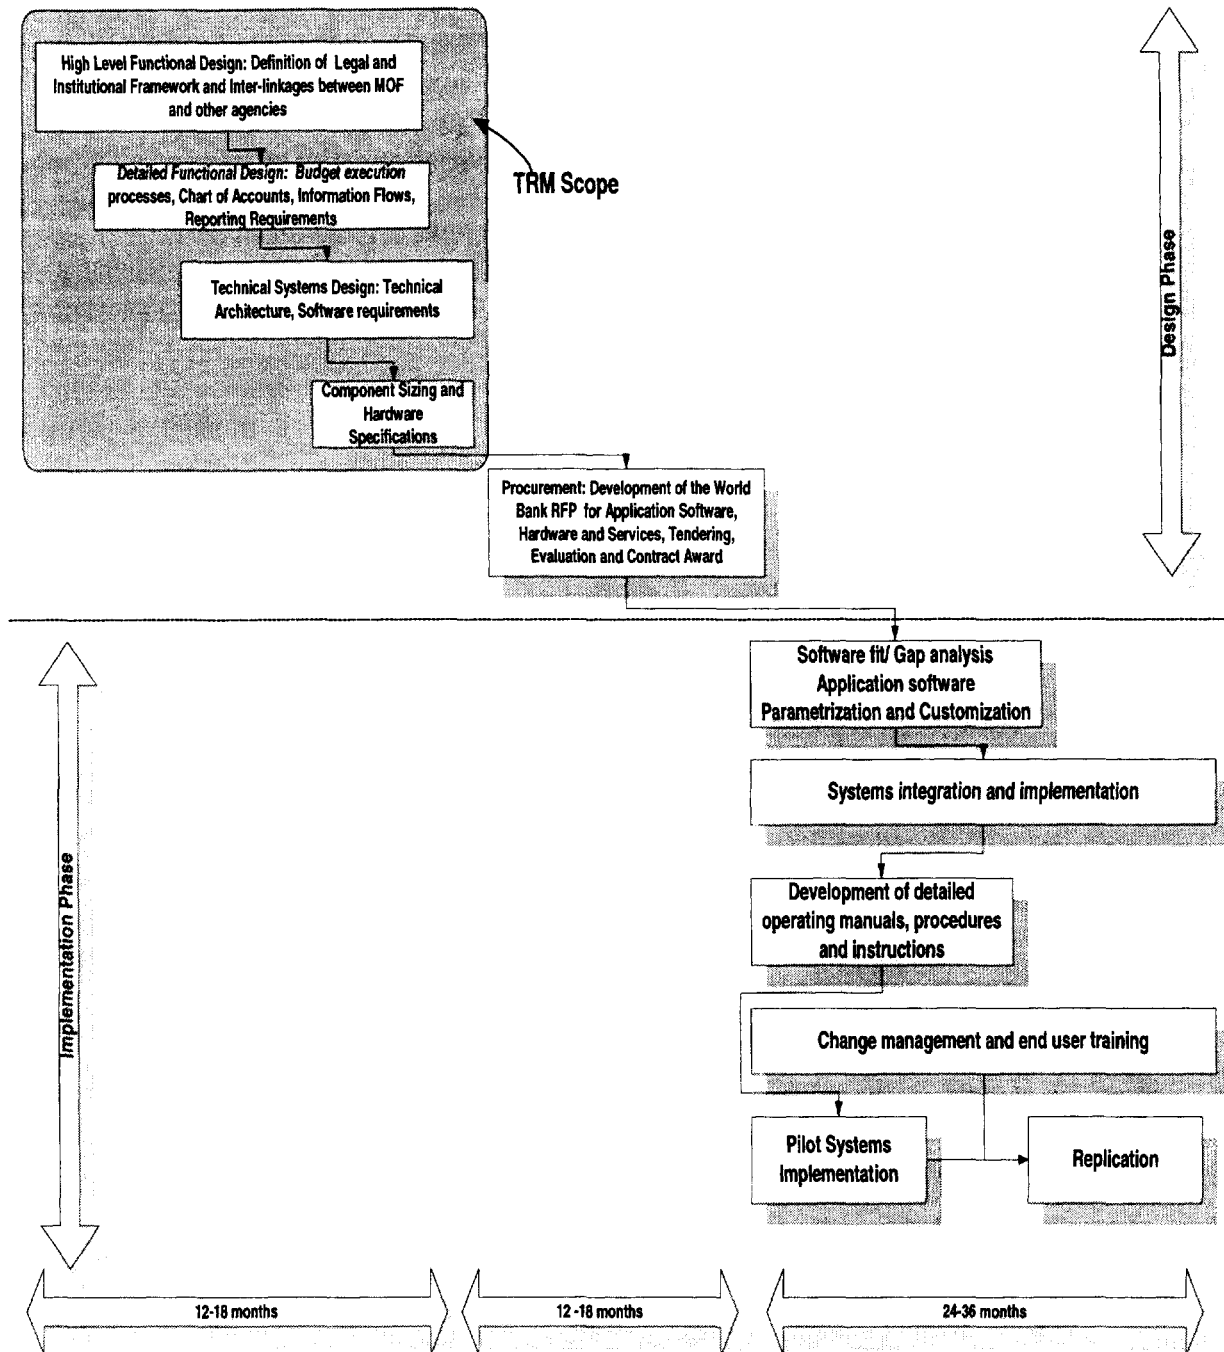 High Level Functional Design: Definition of Legal and
Institutional Framework and Inter-linkages between MOF
and other agencies
TRM Scope
Detailed Functional Design: Budget execution
processes, Chart of Accounts, Information Flows,
Reporting Requirements
Technical Systems Design: Technical
Architecture, Software requirements
Component Sizing and
Hardware
Specifications
Procurement: Development of the World
Bank RFP for Application Software,
Hardware and Services, Tendering,
Evaluation and Contract Award
Design Phase
Software fit/ Gap analysis
Application software
Parametrization and Customization
Systems integration and implementation
Development of detailed
operating manuals, procedures
and instructions
Change management and end user training
Pilot Systems
Implementation
Replication
Implementation Phase
12-18 months
12 -18 months
24-36 months